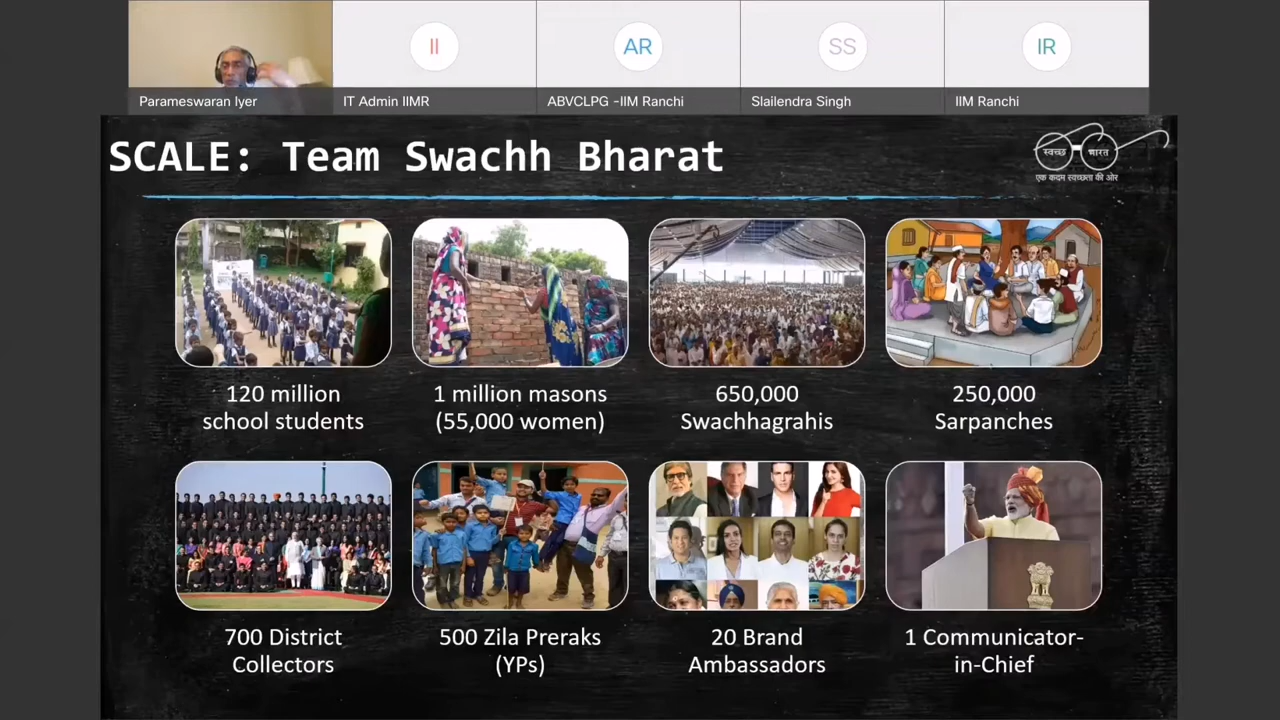 II
AR
SS
IR
Parameswaran Iyer
IT Admin IIMR
ABVCLPG -IIM Ranchi
Slailendra Singh
IIM Ranchi
SCALE: Team Swachh Bharat
स्वच्छ भारत
एक कदम स्वच्छता की ओर
120 million
school students
1 million masons
(55,000 women)
650,000
Swachhagrahis
250,000
Sarpanches
700 District
Collectors
500 Zila Preraks
(YPs)
20 Brand
Ambassadors
1 Communicator-
in-Chief